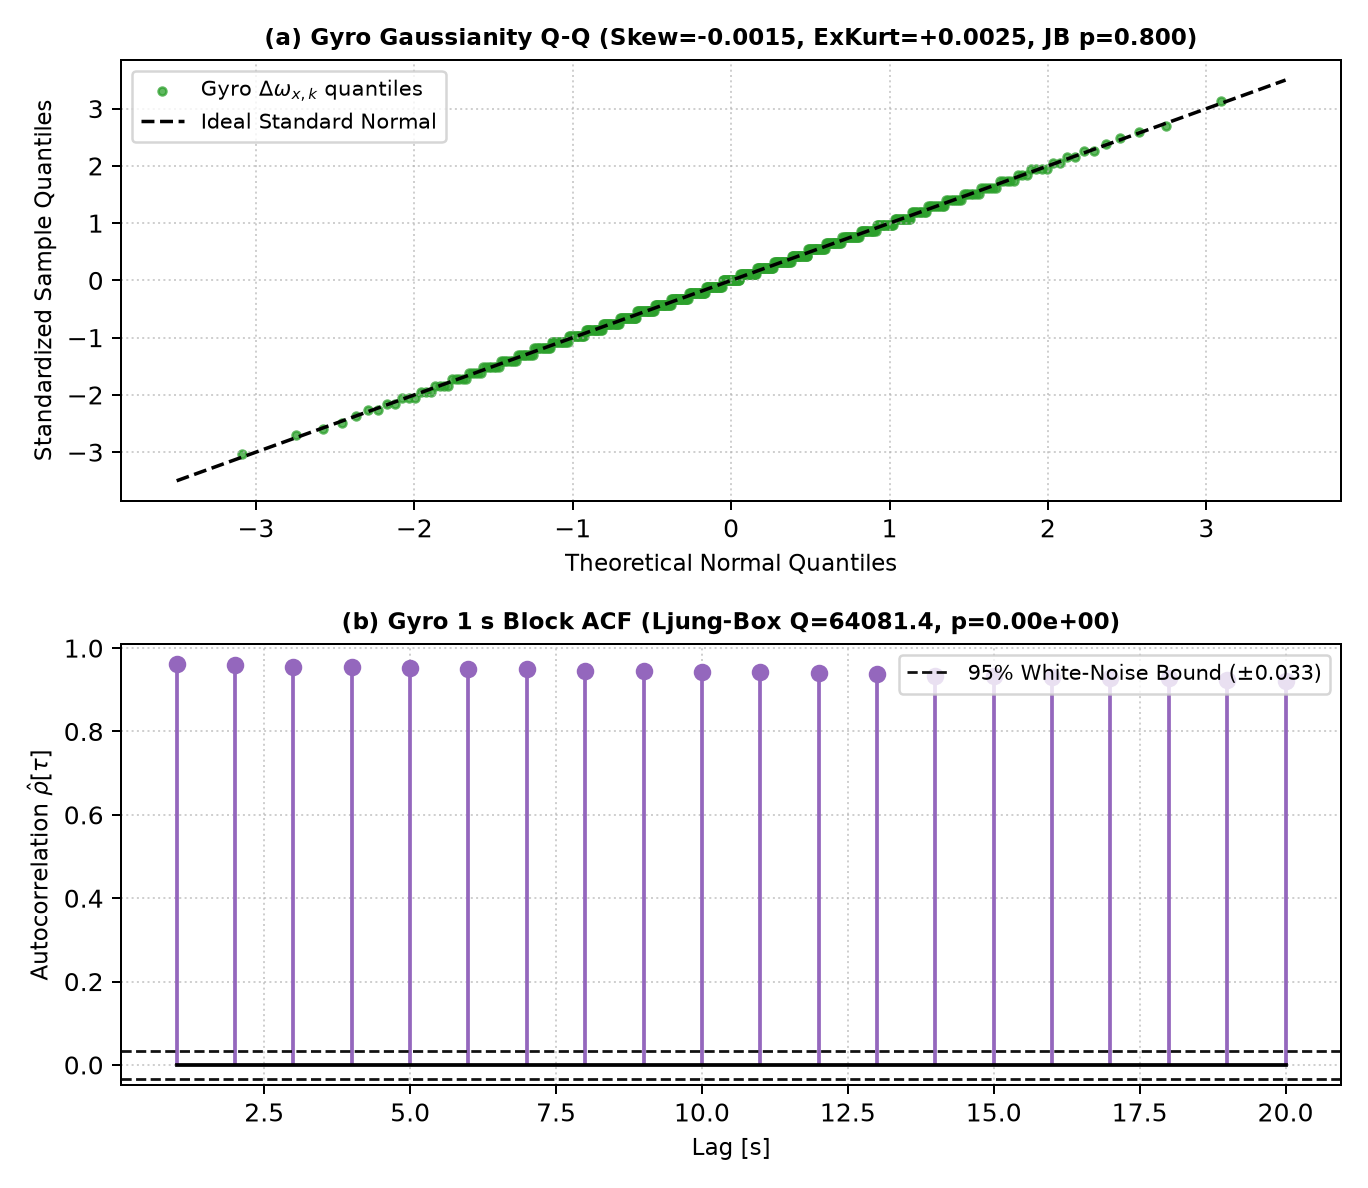 (a) Gyro Gaussianity Q-Q (Skew=-0.0015, ExKurt=+0.0025, JB p=0.800)
Gyro Δω_{x,k} quantiles
Ideal Standard Normal
Standardized Sample Quantiles
3
2
1
0
−1
−2
−3
−3 −2 −1 0 1 2 3
Theoretical Normal Quantiles
(b) Gyro 1 s Block ACF (Ljung-Box Q=64081.4, p=0.00e+00)
95% White-Noise Bound (±0.033)
Autocorrelation ρ̂[τ]
1.0
0.8
0.6
0.4
0.2
0.0
2.5 5.0 7.5 10.0 12.5 15.0 17.5 20.0
Lag [s]